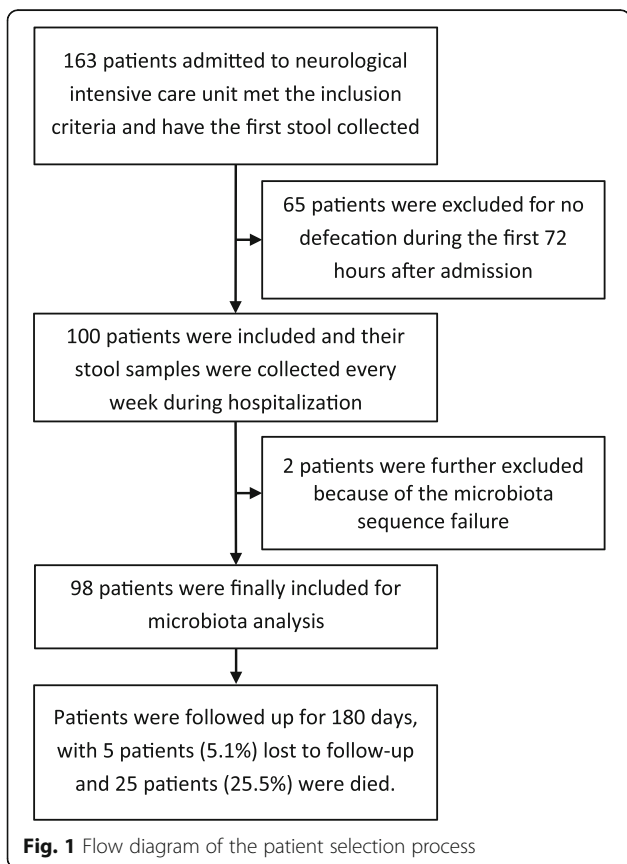 163 patients admitted to neurological
intensive care unit met the inclusion
criteria and have the first stool collected
65 patients were excluded for no
defecation during the first 72
hours after admission
100 patients were included and their
stool samples were collected every
week during hospitalization
2 patients were further excluded
because of the microbiota
sequence failure
98 patients were finally included for
microbiota analysis
Patients were followed up for 180 days,
with 5 patients (5.1%) lost to follow-up
and 25 patients (25.5%) were died.
Fig. 1 Flow diagram of the patient selection process